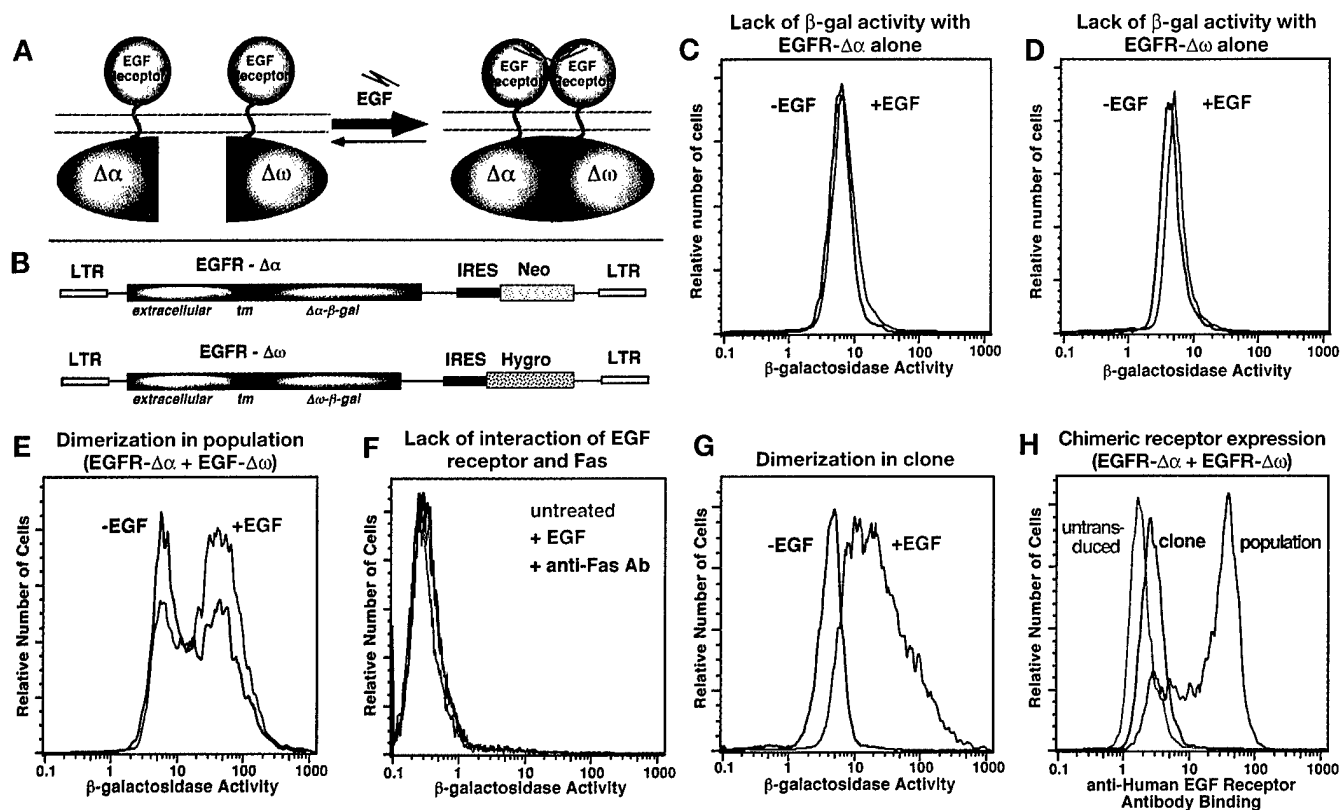 A
EGF
Receptor
EGF
Receptor
EGF
EGF
Receptor
EGF
Receptor
Δα
Δω
Δα
Δω
B
LTR
EGFR - Δα
IRES
Neo
LTR
extracellular
tm
Δα-β-gal
LTR
EGFR - Δω
IRES
Hygro
LTR
extracellular
tm
Δω-β-gal
C
Lack of β-gal activity with
EGFR-Δα alone
-EGF
+EGF
Relative number of cells
0.1 1 10 100 1000
β-galactosidase Activity
D
Lack of β-gal activity with
EGFR-Δω alone
-EGF
+EGF
Relative Number of cells
0.1 1 10 100 1000
β-galactosidase Activity
E
Dimerization in population
(EGFR-Δα + EGF-Δω)
-EGF
+EGF
Relative Number of Cells
0.1 1 10 100 1000
β-galactosidase Activity
F
Lack of interaction of EGF
receptor and Fas
untreated
+ EGF
+ anti-Fas Ab
Relative Number of Cells
0.1 1 10 100 1000
β-galactosidase Activity
G
Dimerization in clone
-EGF
+EGF
Relative Number of Cells
0.1 1 10 100 1000
β-galactosidase Activity
H
Chimeric receptor expression
(EGFR-Δα + EGFR-Δω)
untrans-
duced
clone
population
Relative Number of Cells
0.1 1 10 100 1000
anti-Human EGF Receptor
Antibody Binding